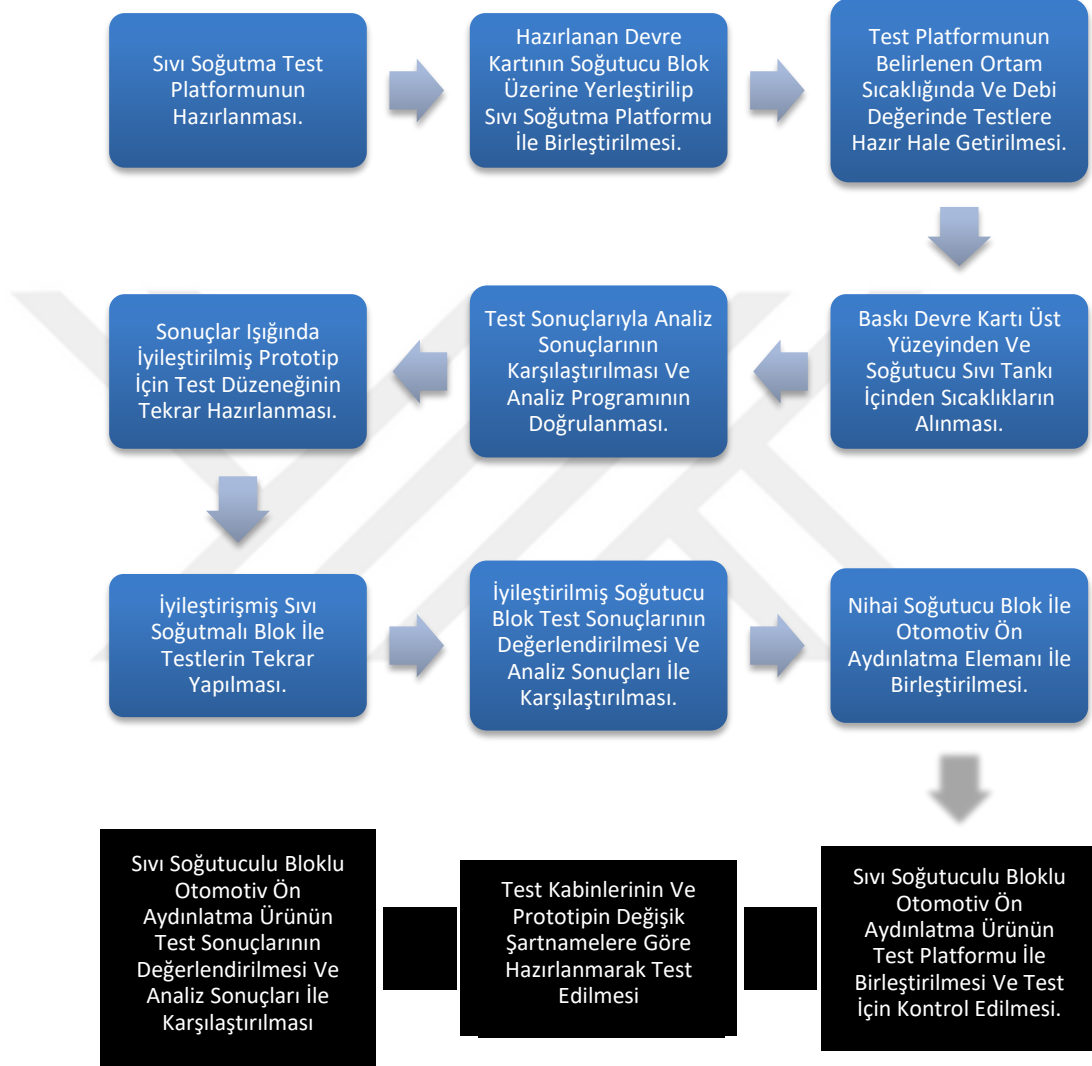 Sıvı Soğutma Test
Platformunun
Hazırlanması.
Hazırlanan Devre
Kartının Soğutucu Blok
Üzerine Yerleştirilip
Sıvı Soğutma Platformu
İle Birleştirilmesi.
Test Platformunun
Belirlenen Ortam
Sıcaklığında Ve Debi
Değerinde Testlere
Hazır Hale Getirilmesi.
Baskı Devre Kartı Üst
Yüzeyinden Ve
Soğutucu Sıvı Tankı
İçinden Sıcaklıkların
Alınması.
Test Sonuçlarıyla Analiz
Sonuçlarının
Karşılaştırılması Ve
Analiz Programının
Doğrulanması.
Sonuçlar Işığında
İyileştirilmiş Prototip
İçin Test Düzeneğinin
Tekrar Hazırlanması.
İyileştirişmiş Sıvı
Soğutmalı Blok İle
Testlerin Tekrar
Yapılması.
İyileştirilmiş Soğutucu
Blok Test Sonuçlarının
Değerlendirilmesi Ve
Analiz Sonuçları İle
Karşılaştırılması.
Nihai Soğutucu Blok İle
Otomotiv Ön
Aydınlatma Elemanı İle
Birleştirilmesi.
Sıvı Soğutuculu Bloklu
Otomotiv Ön
Aydınlatma Ürünün
Test Platformu İle
Birleştirilmesi Ve Test
İçin Kontrol Edilmesi.
Test Kabinlerinin Ve
Prototipin Değişik
Şartnamelere Göre
Hazırlanmarak Test
Edilmesi
Sıvı Soğutuculu Bloklu
Otomotiv Ön
Aydınlatma Ürünün
Test Sonuçlarının
Değerlendirilmesi Ve
Analiz Sonuçları İle
Karşılaştırılması